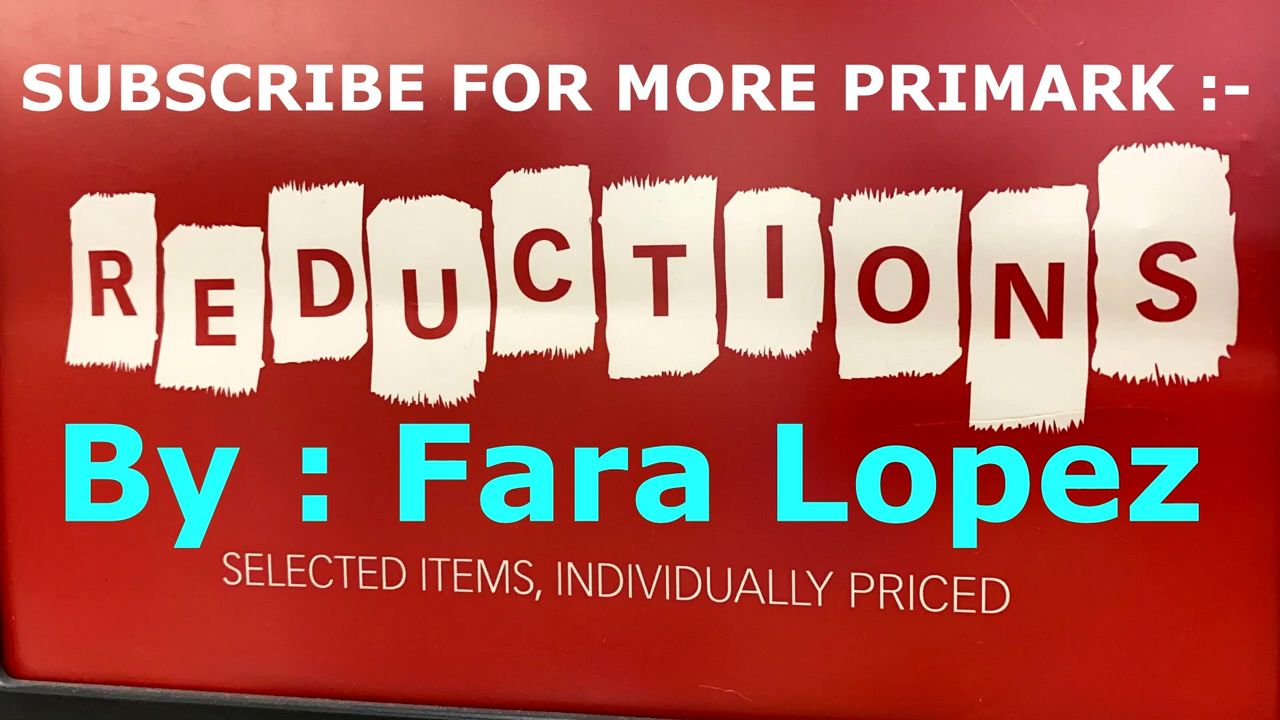 SUBSCRIBE FOR MORE PRIMARK :-
REDUCTIONS
By : Fara Lopez
SELECTED ITEMS, INDIVIDUALLY PRICED